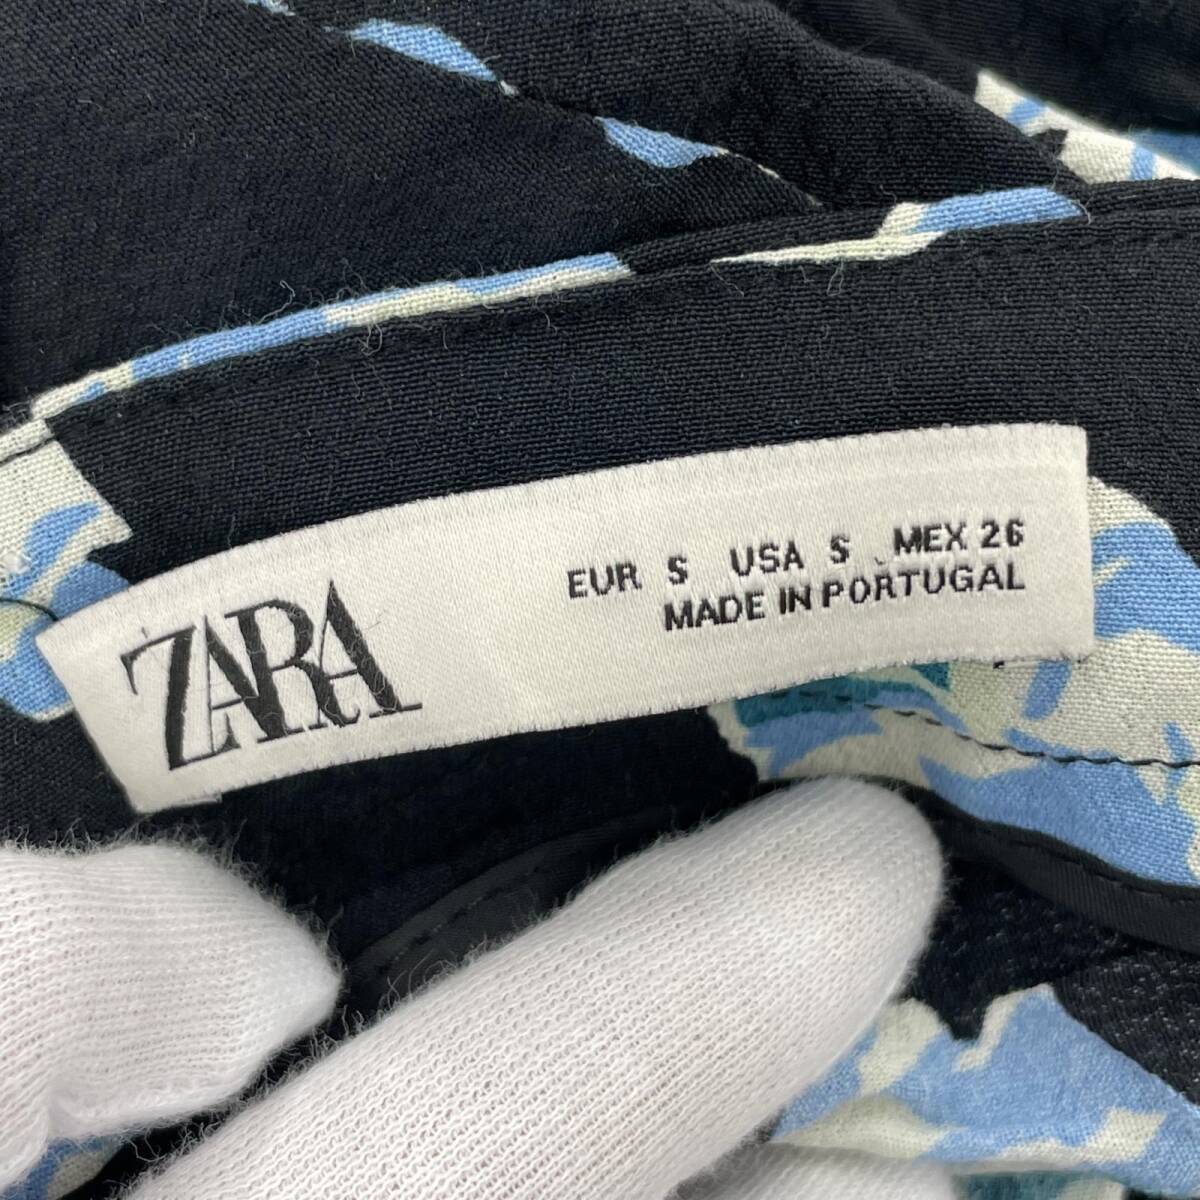 ZARA
EUR S USA S MEX 26
MADE IN PORTUGAL